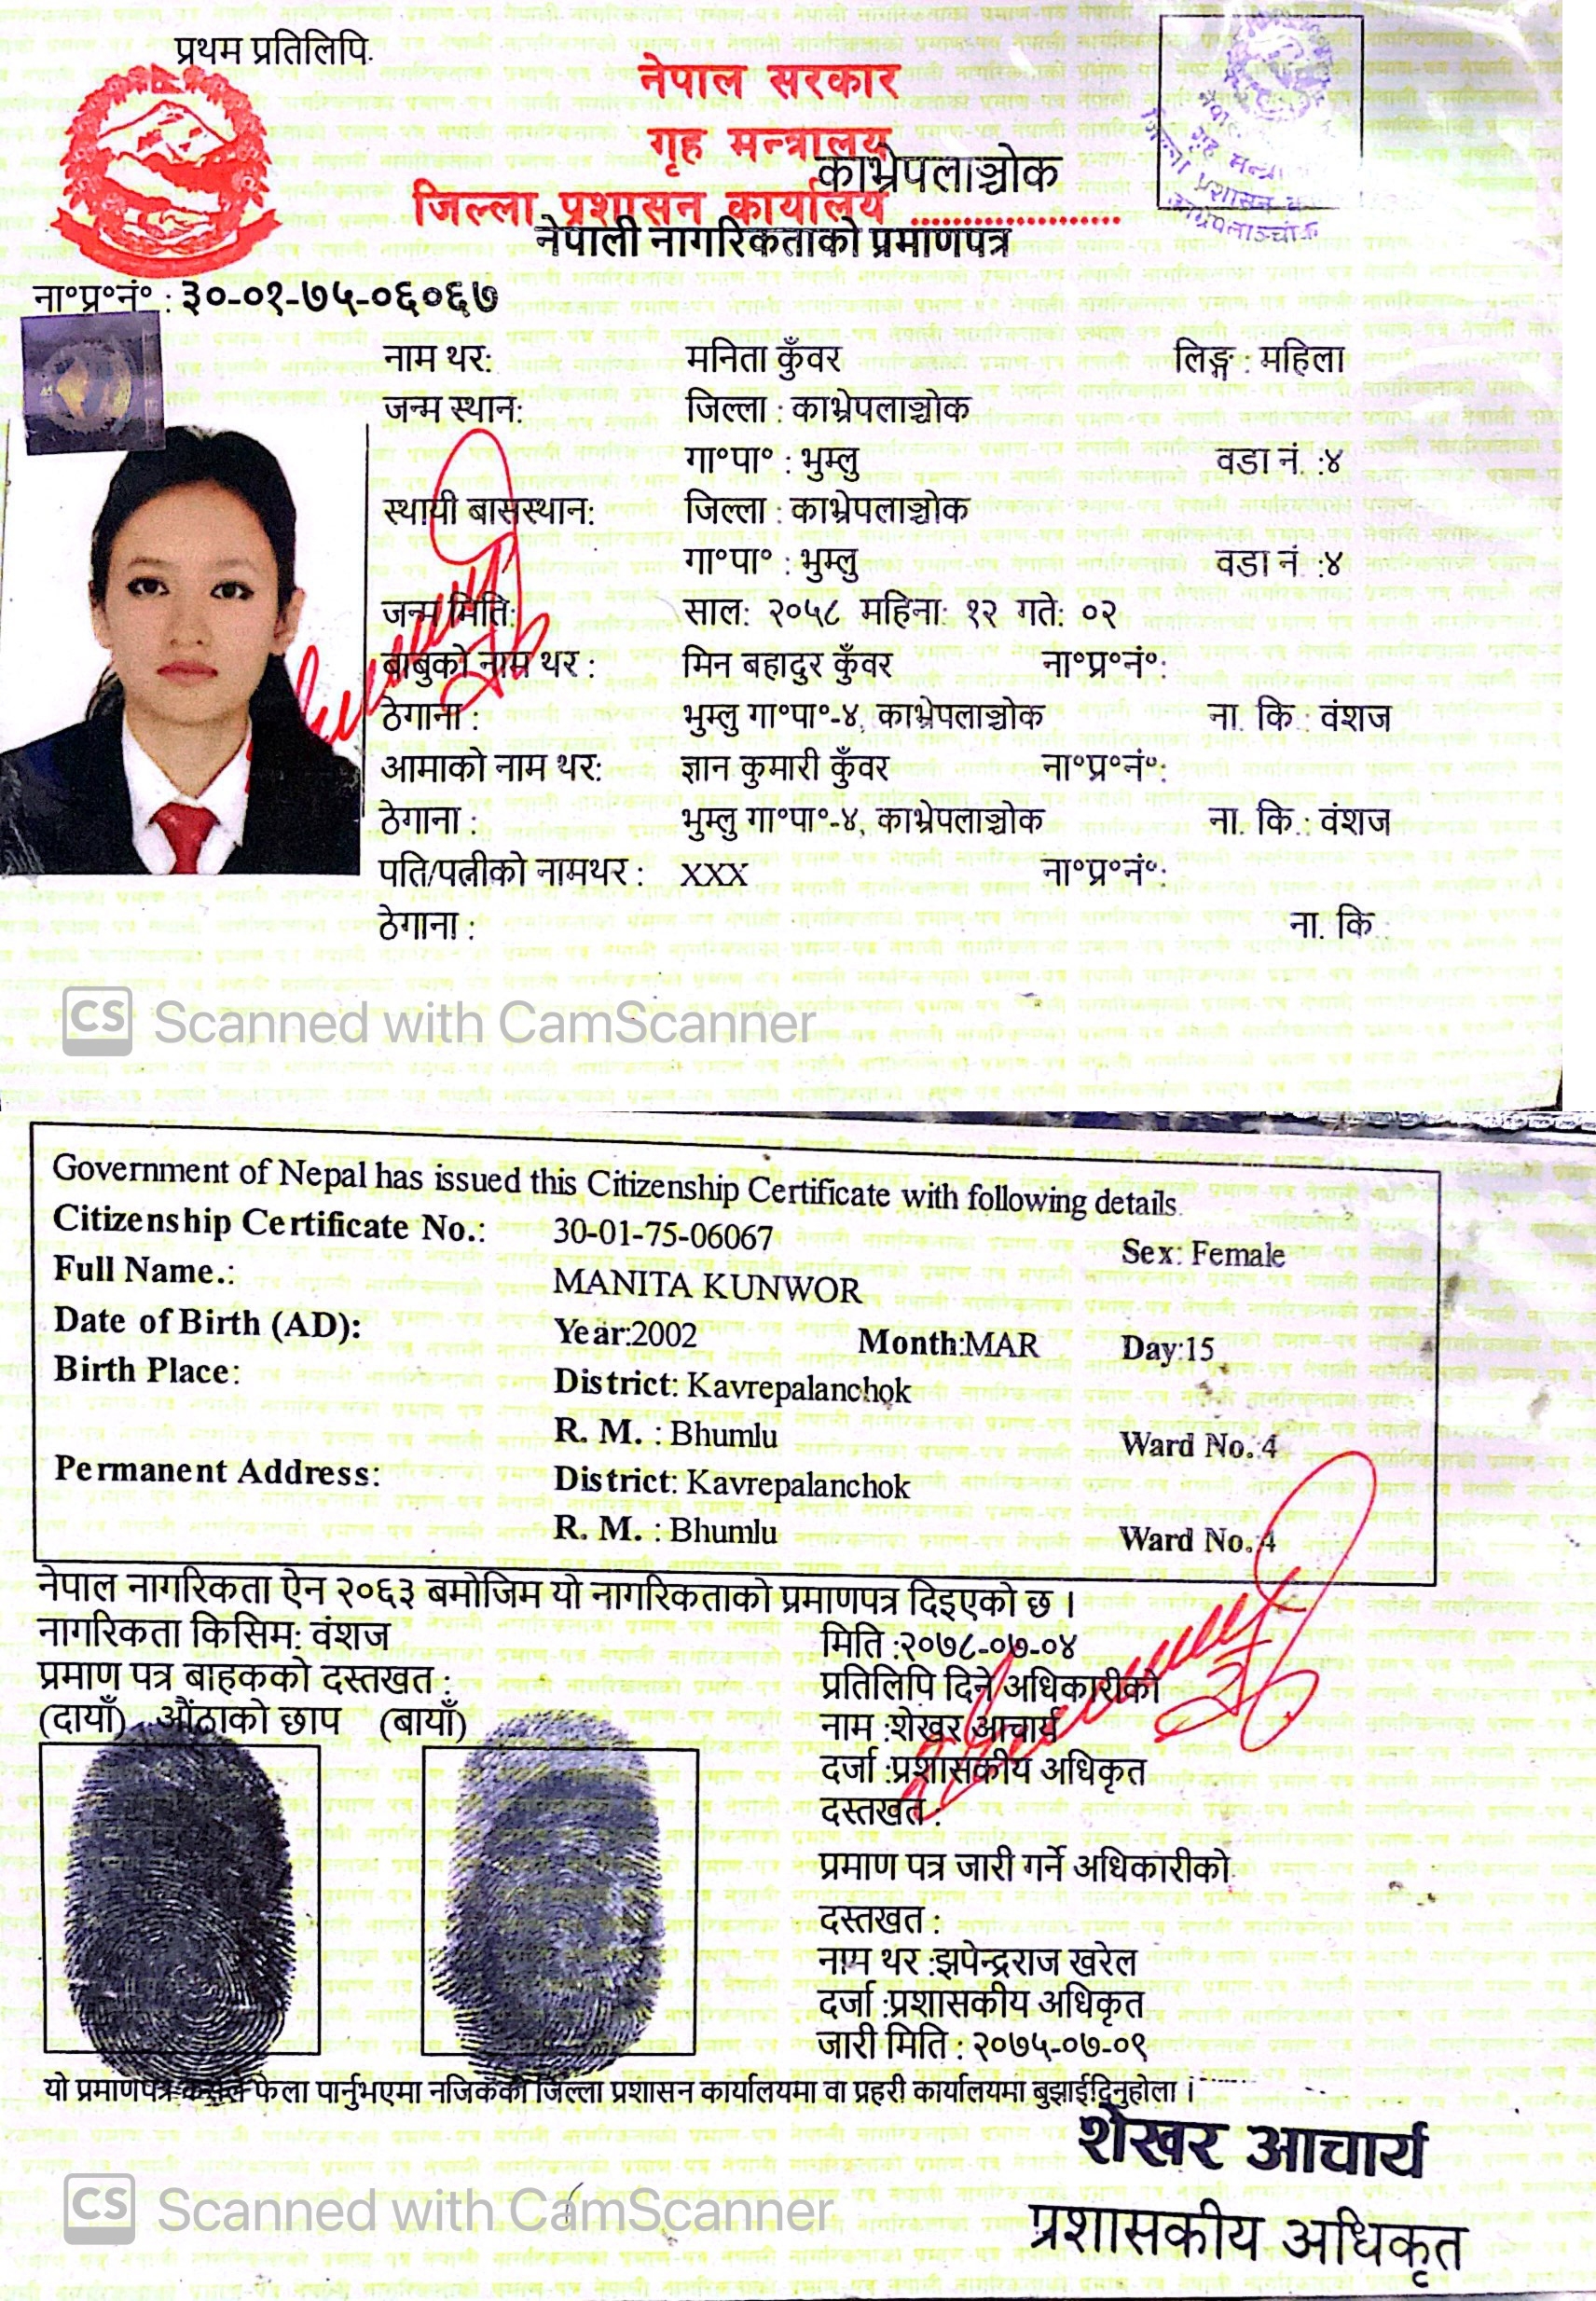 प्रथम प्रतिलिपि.
नेपाल सरकार
गृह मन्त्रालय
काभ्रेपलाञ्चोक
जिल्ला प्रशासन कार्यालय ......................
नेपाली नागरिकताको प्रमाणपत्र
ना॰प्र॰नं॰ : ३०-०१-७५-०६०६७
नाम थर: मनिता कुँवर लिङ्ग : महिला
जन्म स्थान: जिल्ला : काभ्रेपलाञ्चोक
गा॰पा॰ : भुम्लु वडा नं. :४
स्थायी बासस्थान: जिल्ला : काभ्रेपलाञ्चोक
गा॰पा॰ : भुम्लु वडा नं :४
जन्म मिति: साल: २०५८ महिना: १२ गते: ०२
बाबुको नाम थर : मिन बहादुर कुँवर ना॰प्र॰नं॰:
ठेगाना : भुम्लु गा॰पा॰-४, काभ्रेपलाञ्चोक ना. कि : वंशज
आमाको नाम थर: ज्ञान कुमारी कुँवर ना॰प्र॰नं॰:
ठेगाना : भुम्लु गा॰पा॰-४, काभ्रेपलाञ्चोक ना. कि.: वंशज
पति/पत्नीको नामथर : XXX ना॰प्र॰नं॰:
ठेगाना : ना. कि
CS Scanned with CamScanner
Government of Nepal has issued this Citizenship Certificate with following details.
Citizenship Certificate No.: 30-01-75-06067 Sex: Female
Full Name.: MANITA KUNWOR
Date of Birth (AD): Year:2002 Month:MAR Day:15
Birth Place: District: Kavrepalanchok
R. M. : Bhumlu Ward No. 4
Permanent Address: District: Kavrepalanchok
R. M. : Bhumlu Ward No. 4
नेपाल नागरिकता ऐन २०६३ बमोजिम यो नागरिकताको प्रमाणपत्र दिइएको छ ।
नागरिकता किसिम: वंशज
मिति :२०७८-०७-०४
प्रमाण पत्र बाहकको दस्तखत :
प्रतिलिपि दिने अधिकारीको
(दायाँ) औंठाको छाप (बायाँ)
नाम :शेखर आचार्य
दर्जा :प्रशासकीय अधिकृत
दस्तखत :
प्रमाण पत्र जारी गर्ने अधिकारीको
दस्तखत :
नाम थर :झपेन्द्रराज खरेल
दर्जा :प्रशासकीय अधिकृत
जारी मिति : २०७५-०७-०९
यो प्रमाणपत्र कसैले फेला पार्नुभएमा नजिकको जिल्ला प्रशासन कार्यालयमा वा प्रहरी कार्यालयमा बुझाईदिनुहोला ।
शेखर आचार्य
प्रशासकीय अधिकृत
CS Scanned with CamScanner